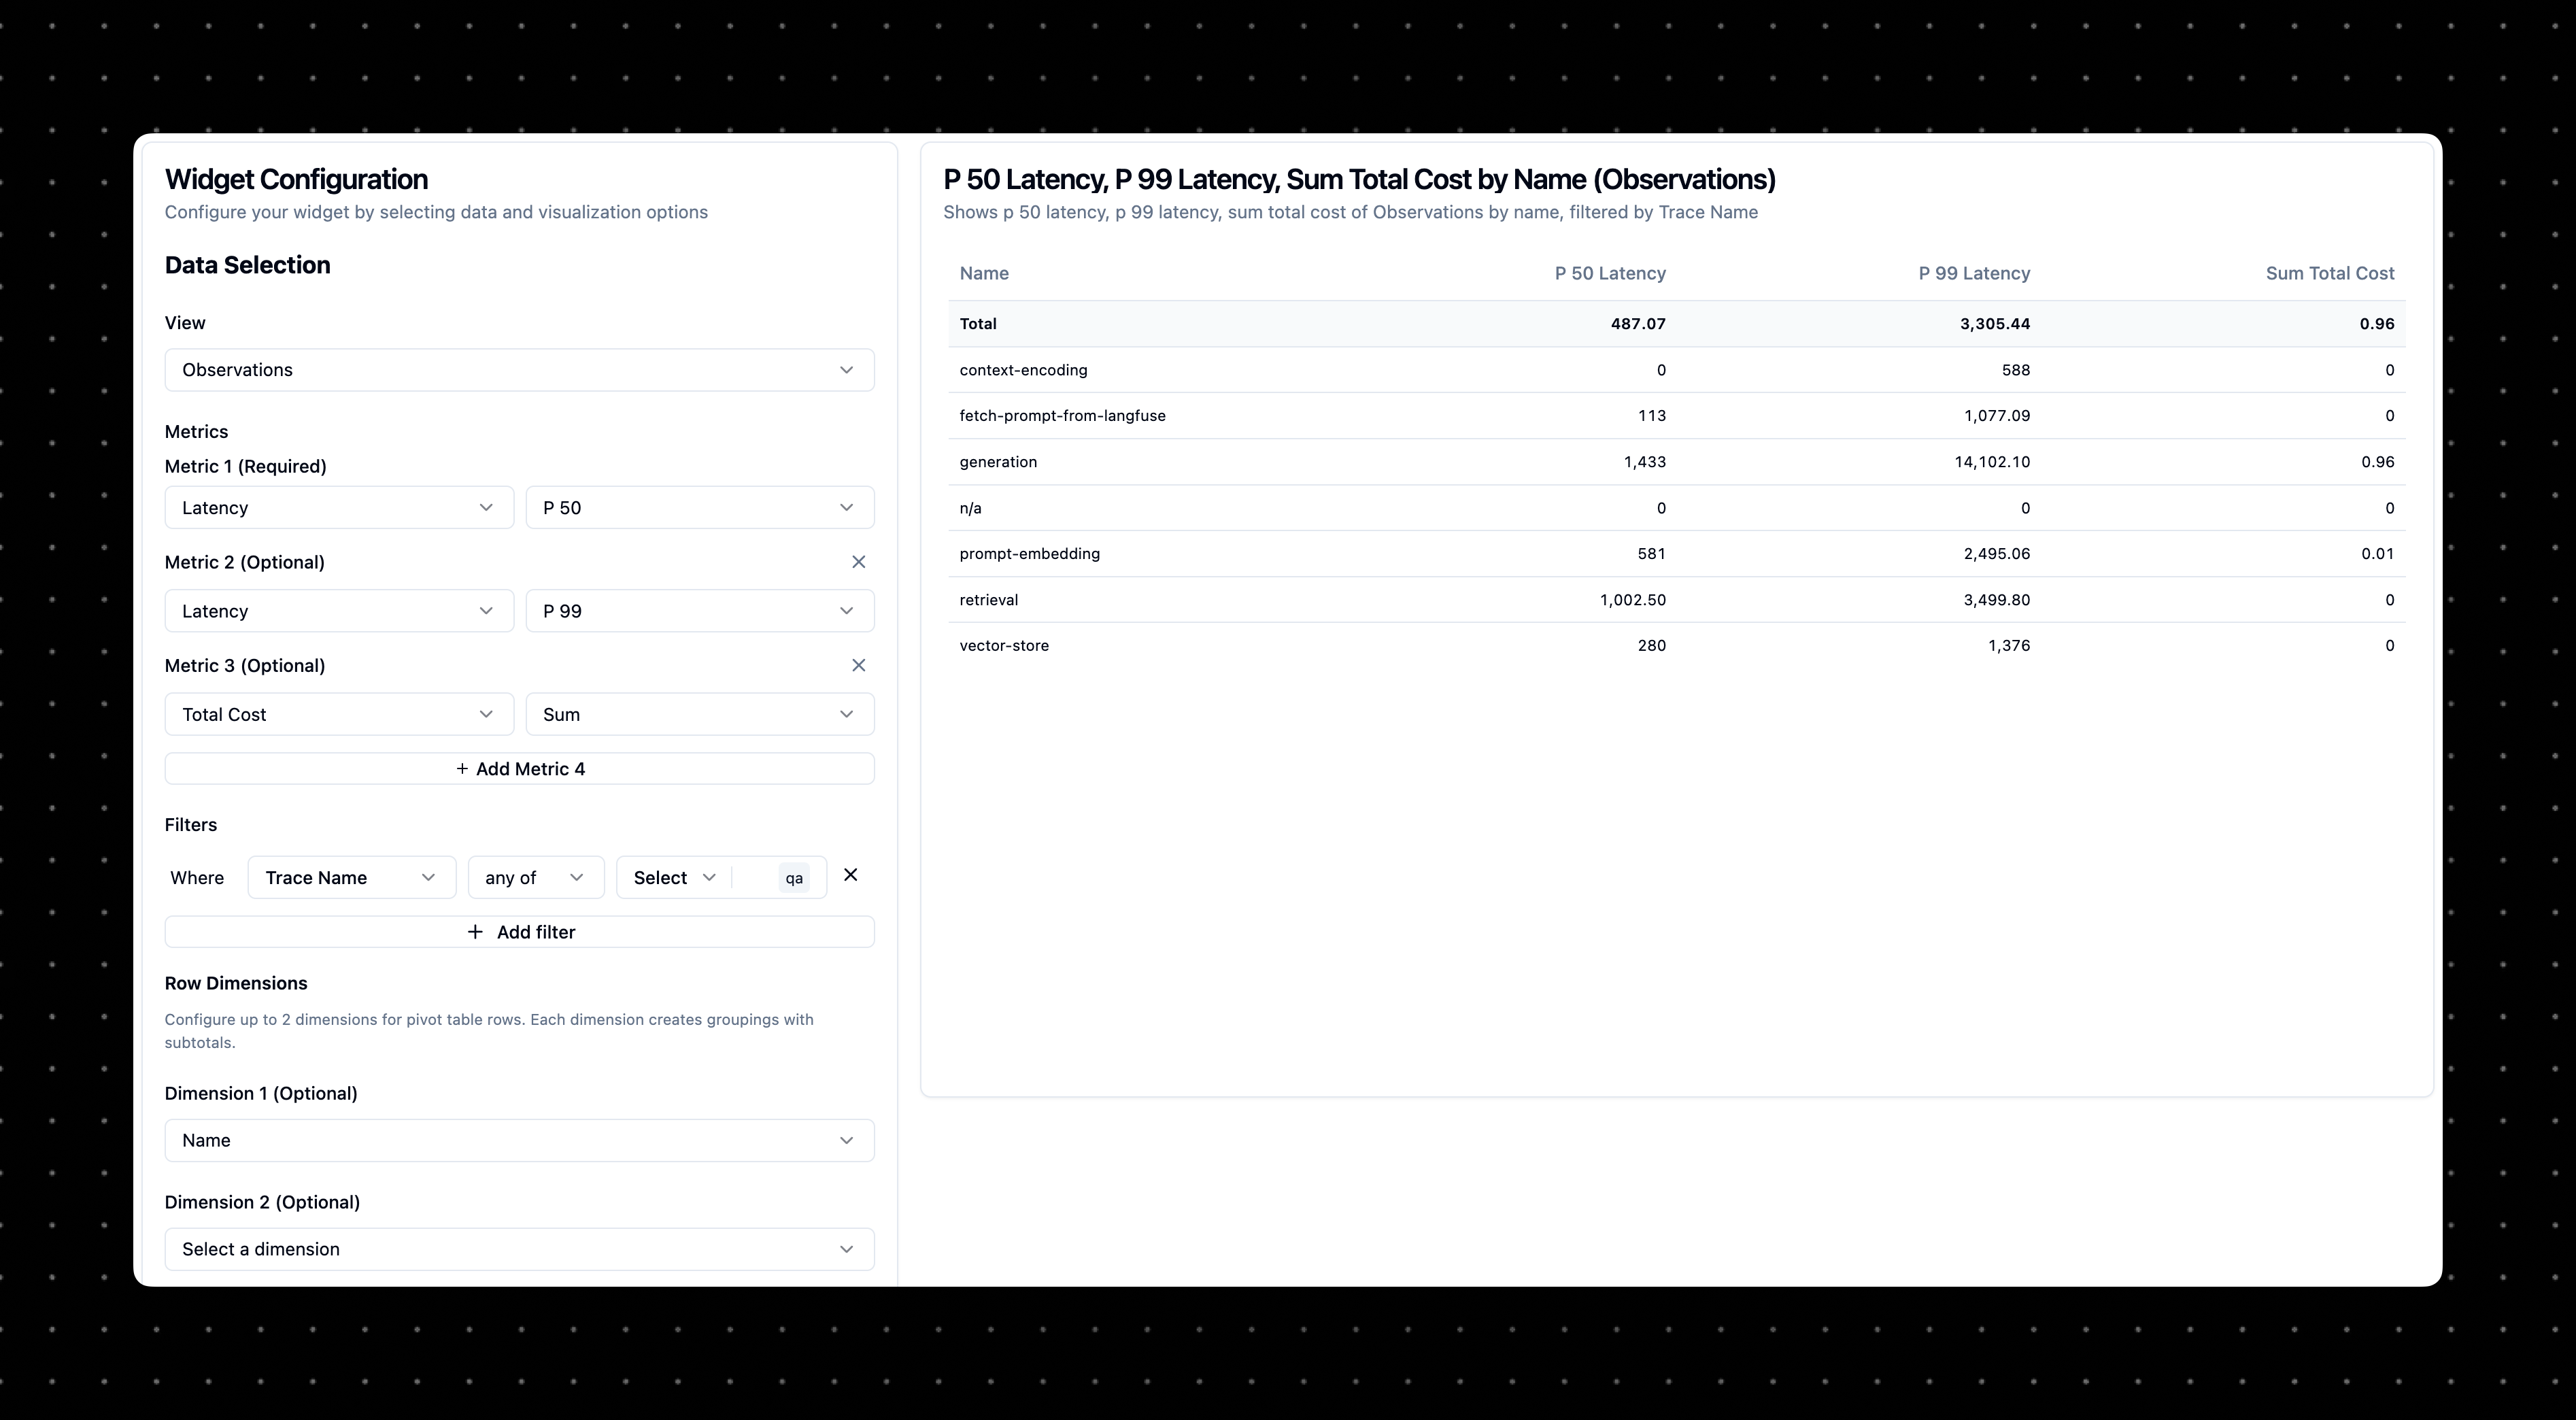 Widget Configuration
Configure your widget by selecting data and visualization options
Data Selection
View
Observations
Metrics
Metric 1 (Required)
Latency P 50
Metric 2 (Optional)
Latency P 99
Metric 3 (Optional)
Total Cost Sum
+ Add Metric 4
Filters
Where Trace Name any of Select qa
+ Add filter
Row Dimensions
Configure up to 2 dimensions for pivot table rows. Each dimension creates groupings with
subtotals.
Dimension 1 (Optional)
Name
Dimension 2 (Optional)
Select a dimension
P 50 Latency, P 99 Latency, Sum Total Cost by Name (Observations)
Shows p 50 latency, p 99 latency, sum total cost of Observations by name, filtered by Trace Name
Name P 50 Latency P 99 Latency Sum Total Cost
Total 487.07 3,305.44 0.96
context-encoding 0 588 0
fetch-prompt-from-langfuse 113 1,077.09 0
generation 1,433 14,102.10 0.96
n/a 0 0 0
prompt-embedding 581 2,495.06 0.01
retrieval 1,002.50 3,499.80 0
vector-store 280 1,376 0